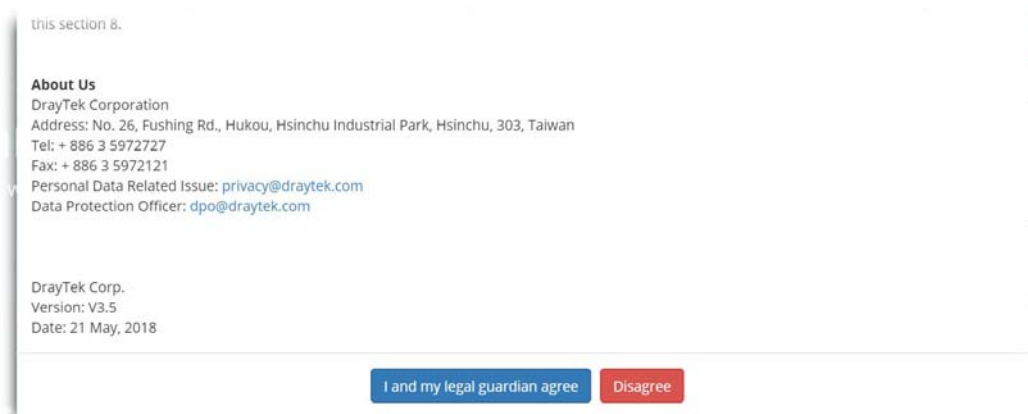 this section 8.
About Us
DrayTek Corporation
Address: No. 26, Fushing Rd., Hukou, Hsinchu Industrial Park, Hsinchu, 303, Taiwan
Tel: + 886 3 5972727
Fax: + 886 3 5972121
Personal Data Related Issue: privacy@draytek.com
Data Protection Officer: dpo@draytek.com
DrayTek Corp.
Version: V3.5
Date: 21 May, 2018
I and my legal guardian agree
Disagree